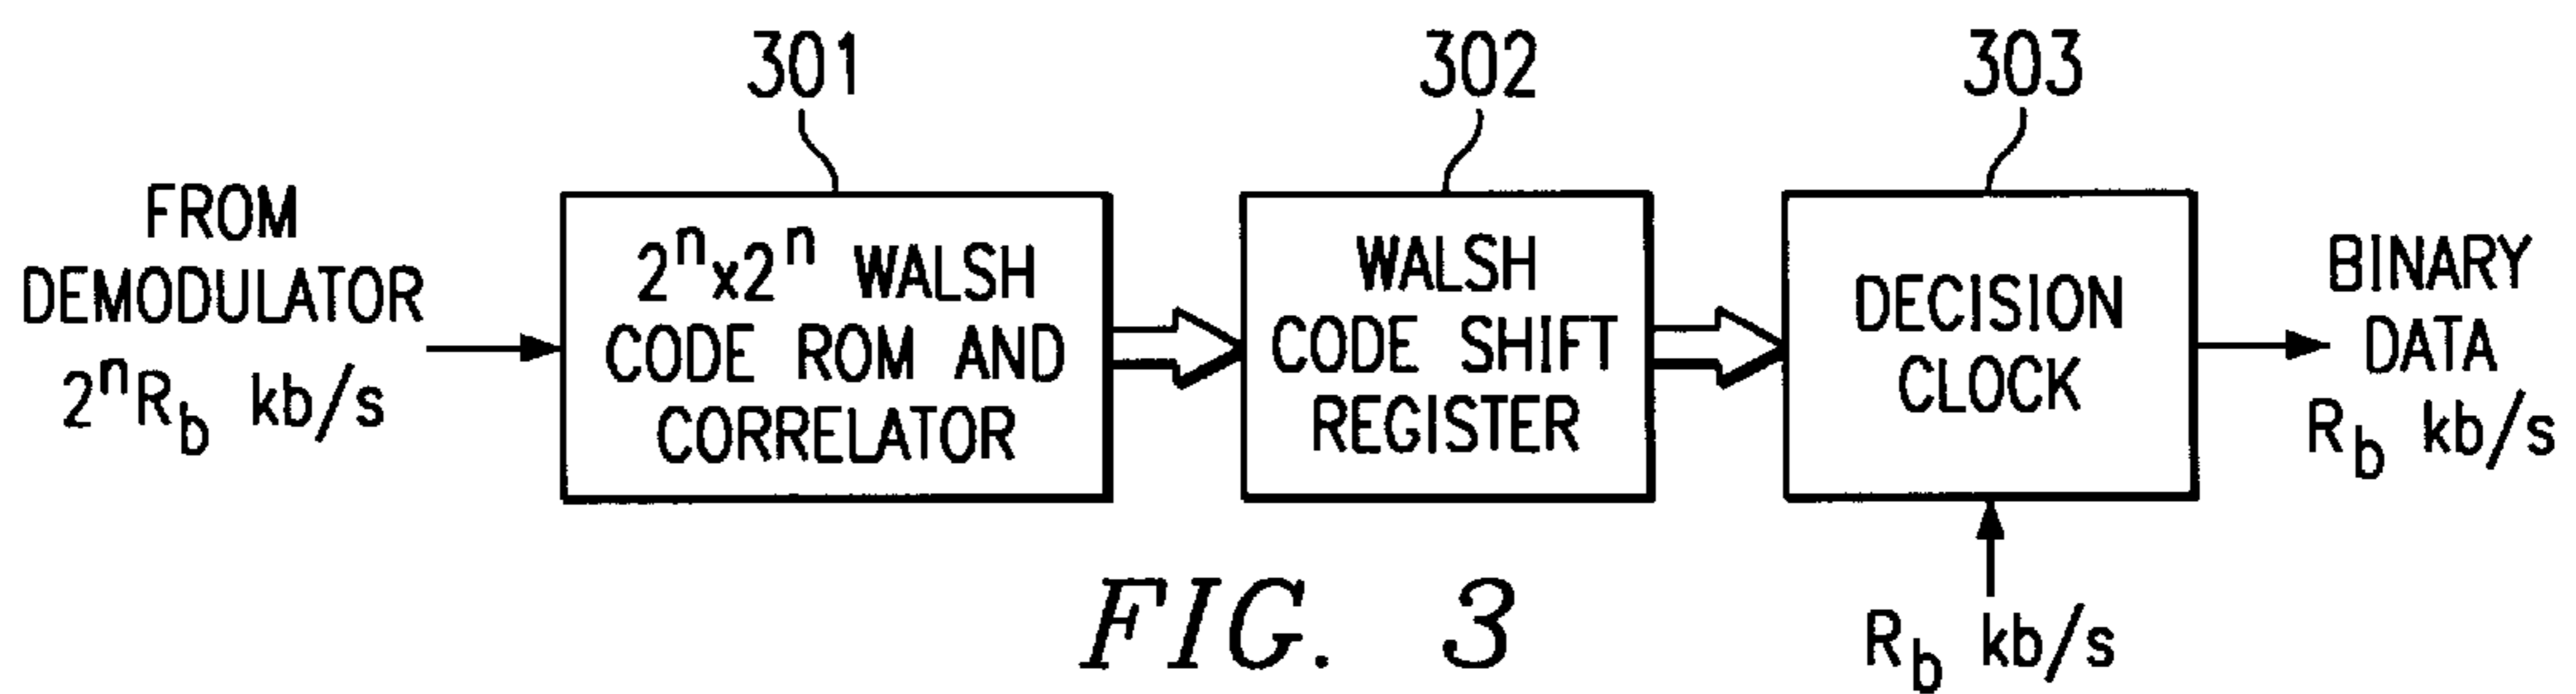 301
302
303
FROM
DEMODULATOR
2ⁿR_b kb/s
2ⁿx2ⁿ WALSH
CODE ROM AND
CORRELATOR
WALSH
CODE SHIFT
REGISTER
DECISION
CLOCK
BINARY
DATA
R_b kb/s
R_b kb/s
FIG. 3